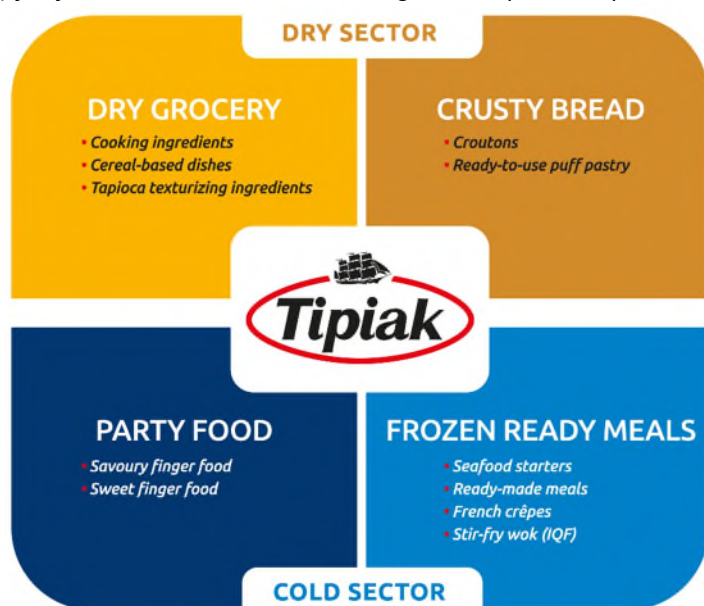 DRY SECTOR
DRY GROCERY
• Cooking ingredients
• Cereal-based dishes
• Tapioca texturizing ingredients
CRUSTY BREAD
• Croutons
• Ready-to-use puff pastry
Tipiak
PARTY FOOD
• Savoury finger food
• Sweet finger food
FROZEN READY MEALS
• Seafood starters
• Ready-made meals
• French crêpes
• Stir-fry wok (IQF)
COLD SECTOR